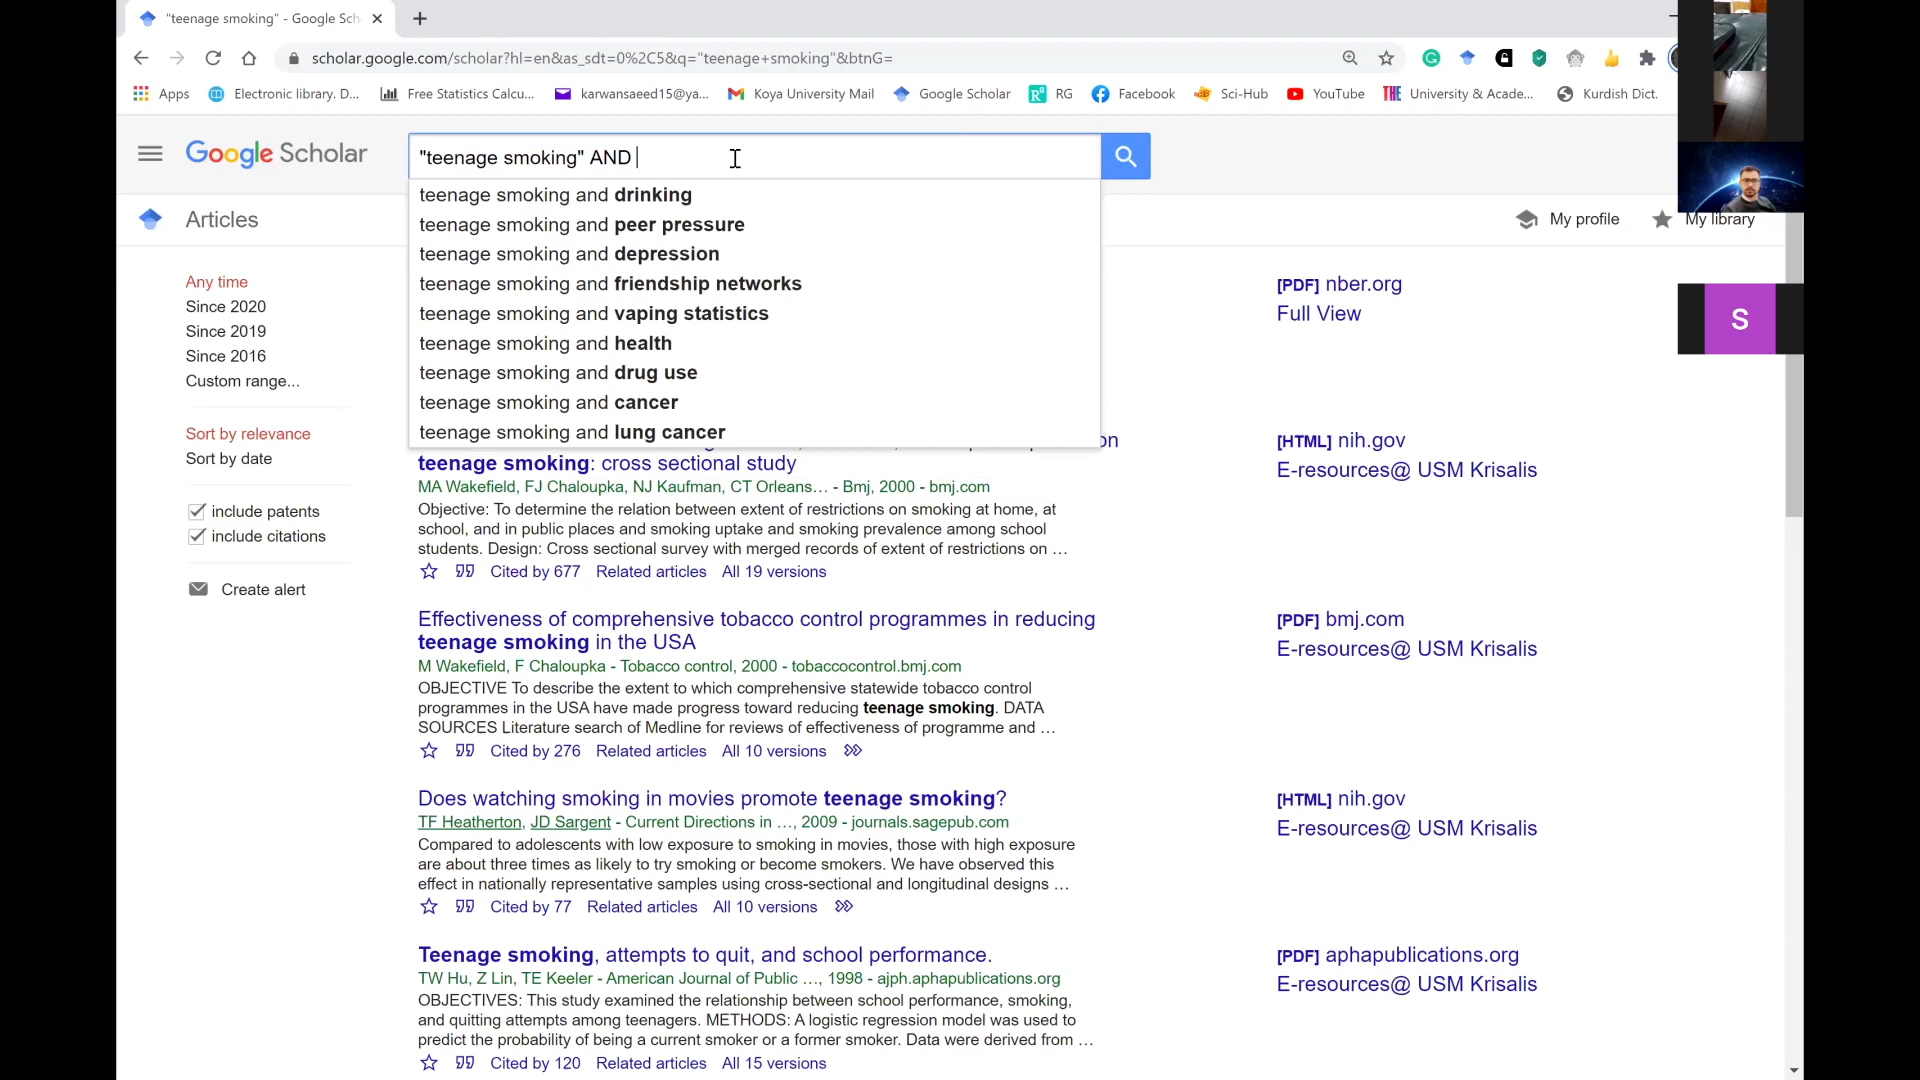 "teenage smoking" - Google Sch
scholar.google.com/scholar?hl=en&as_sdt=0%2C5&q="teenage+smoking"&btnG=
Apps
Electronic library. D...
Free Statistics Calcu...
karwansaeed15@ya...
Koya University Mail
Google Scholar
RG
Facebook
Sci-Hub
YouTube
THE University & Acade...
Kurdish Dict.
Google Scholar
"teenage smoking" AND
teenage smoking and drinking
teenage smoking and peer pressure
teenage smoking and depression
teenage smoking and friendship networks
teenage smoking and vaping statistics
teenage smoking and health
teenage smoking and drug use
teenage smoking and cancer
teenage smoking and lung cancer
Articles
My profile
My library
Any time
Since 2020
Since 2019
Since 2016
Custom range...
Sort by relevance
Sort by date
include patents
include citations
Create alert
[PDF] nber.org
Full View
S
on
teenage smoking: cross sectional study
MA Wakefield, FJ Chaloupka, NJ Kaufman, CT Orleans… - Bmj, 2000 - bmj.com
Objective: To determine the relation between extent of restrictions on smoking at home, at
school, and in public places and smoking uptake and smoking prevalence among school
students. Design: Cross sectional survey with merged records of extent of restrictions on …
Cited by 677 Related articles All 19 versions
[HTML] nih.gov
E-resources@ USM Krisalis
Effectiveness of comprehensive tobacco control programmes in reducing
teenage smoking in the USA
M Wakefield, F Chaloupka - Tobacco control, 2000 - tobaccocontrol.bmj.com
OBJECTIVE To describe the extent to which comprehensive statewide tobacco control
programmes in the USA have made progress toward reducing teenage smoking. DATA
SOURCES Literature search of Medline for reviews of effectiveness of programme and …
Cited by 276 Related articles All 10 versions
[PDF] bmj.com
E-resources@ USM Krisalis
Does watching smoking in movies promote teenage smoking?
TF Heatherton, JD Sargent - Current Directions in …, 2009 - journals.sagepub.com
Compared to adolescents with low exposure to smoking in movies, those with high exposure
are about three times as likely to try smoking or become smokers. We have observed this
effect in nationally representative samples using cross-sectional and longitudinal designs …
Cited by 77 Related articles All 10 versions
[HTML] nih.gov
E-resources@ USM Krisalis
Teenage smoking, attempts to quit, and school performance.
TW Hu, Z Lin, TE Keeler - American Journal of Public …, 1998 - ajph.aphapublications.org
OBJECTIVES: This study examined the relationship between school performance, smoking,
and quitting attempts among teenagers. METHODS: A logistic regression model was used to
predict the probability of being a current smoker or a former smoker. Data were derived from …
Cited by 120 Related articles All 15 versions
[PDF] aphapublications.org
E-resources@ USM Krisalis